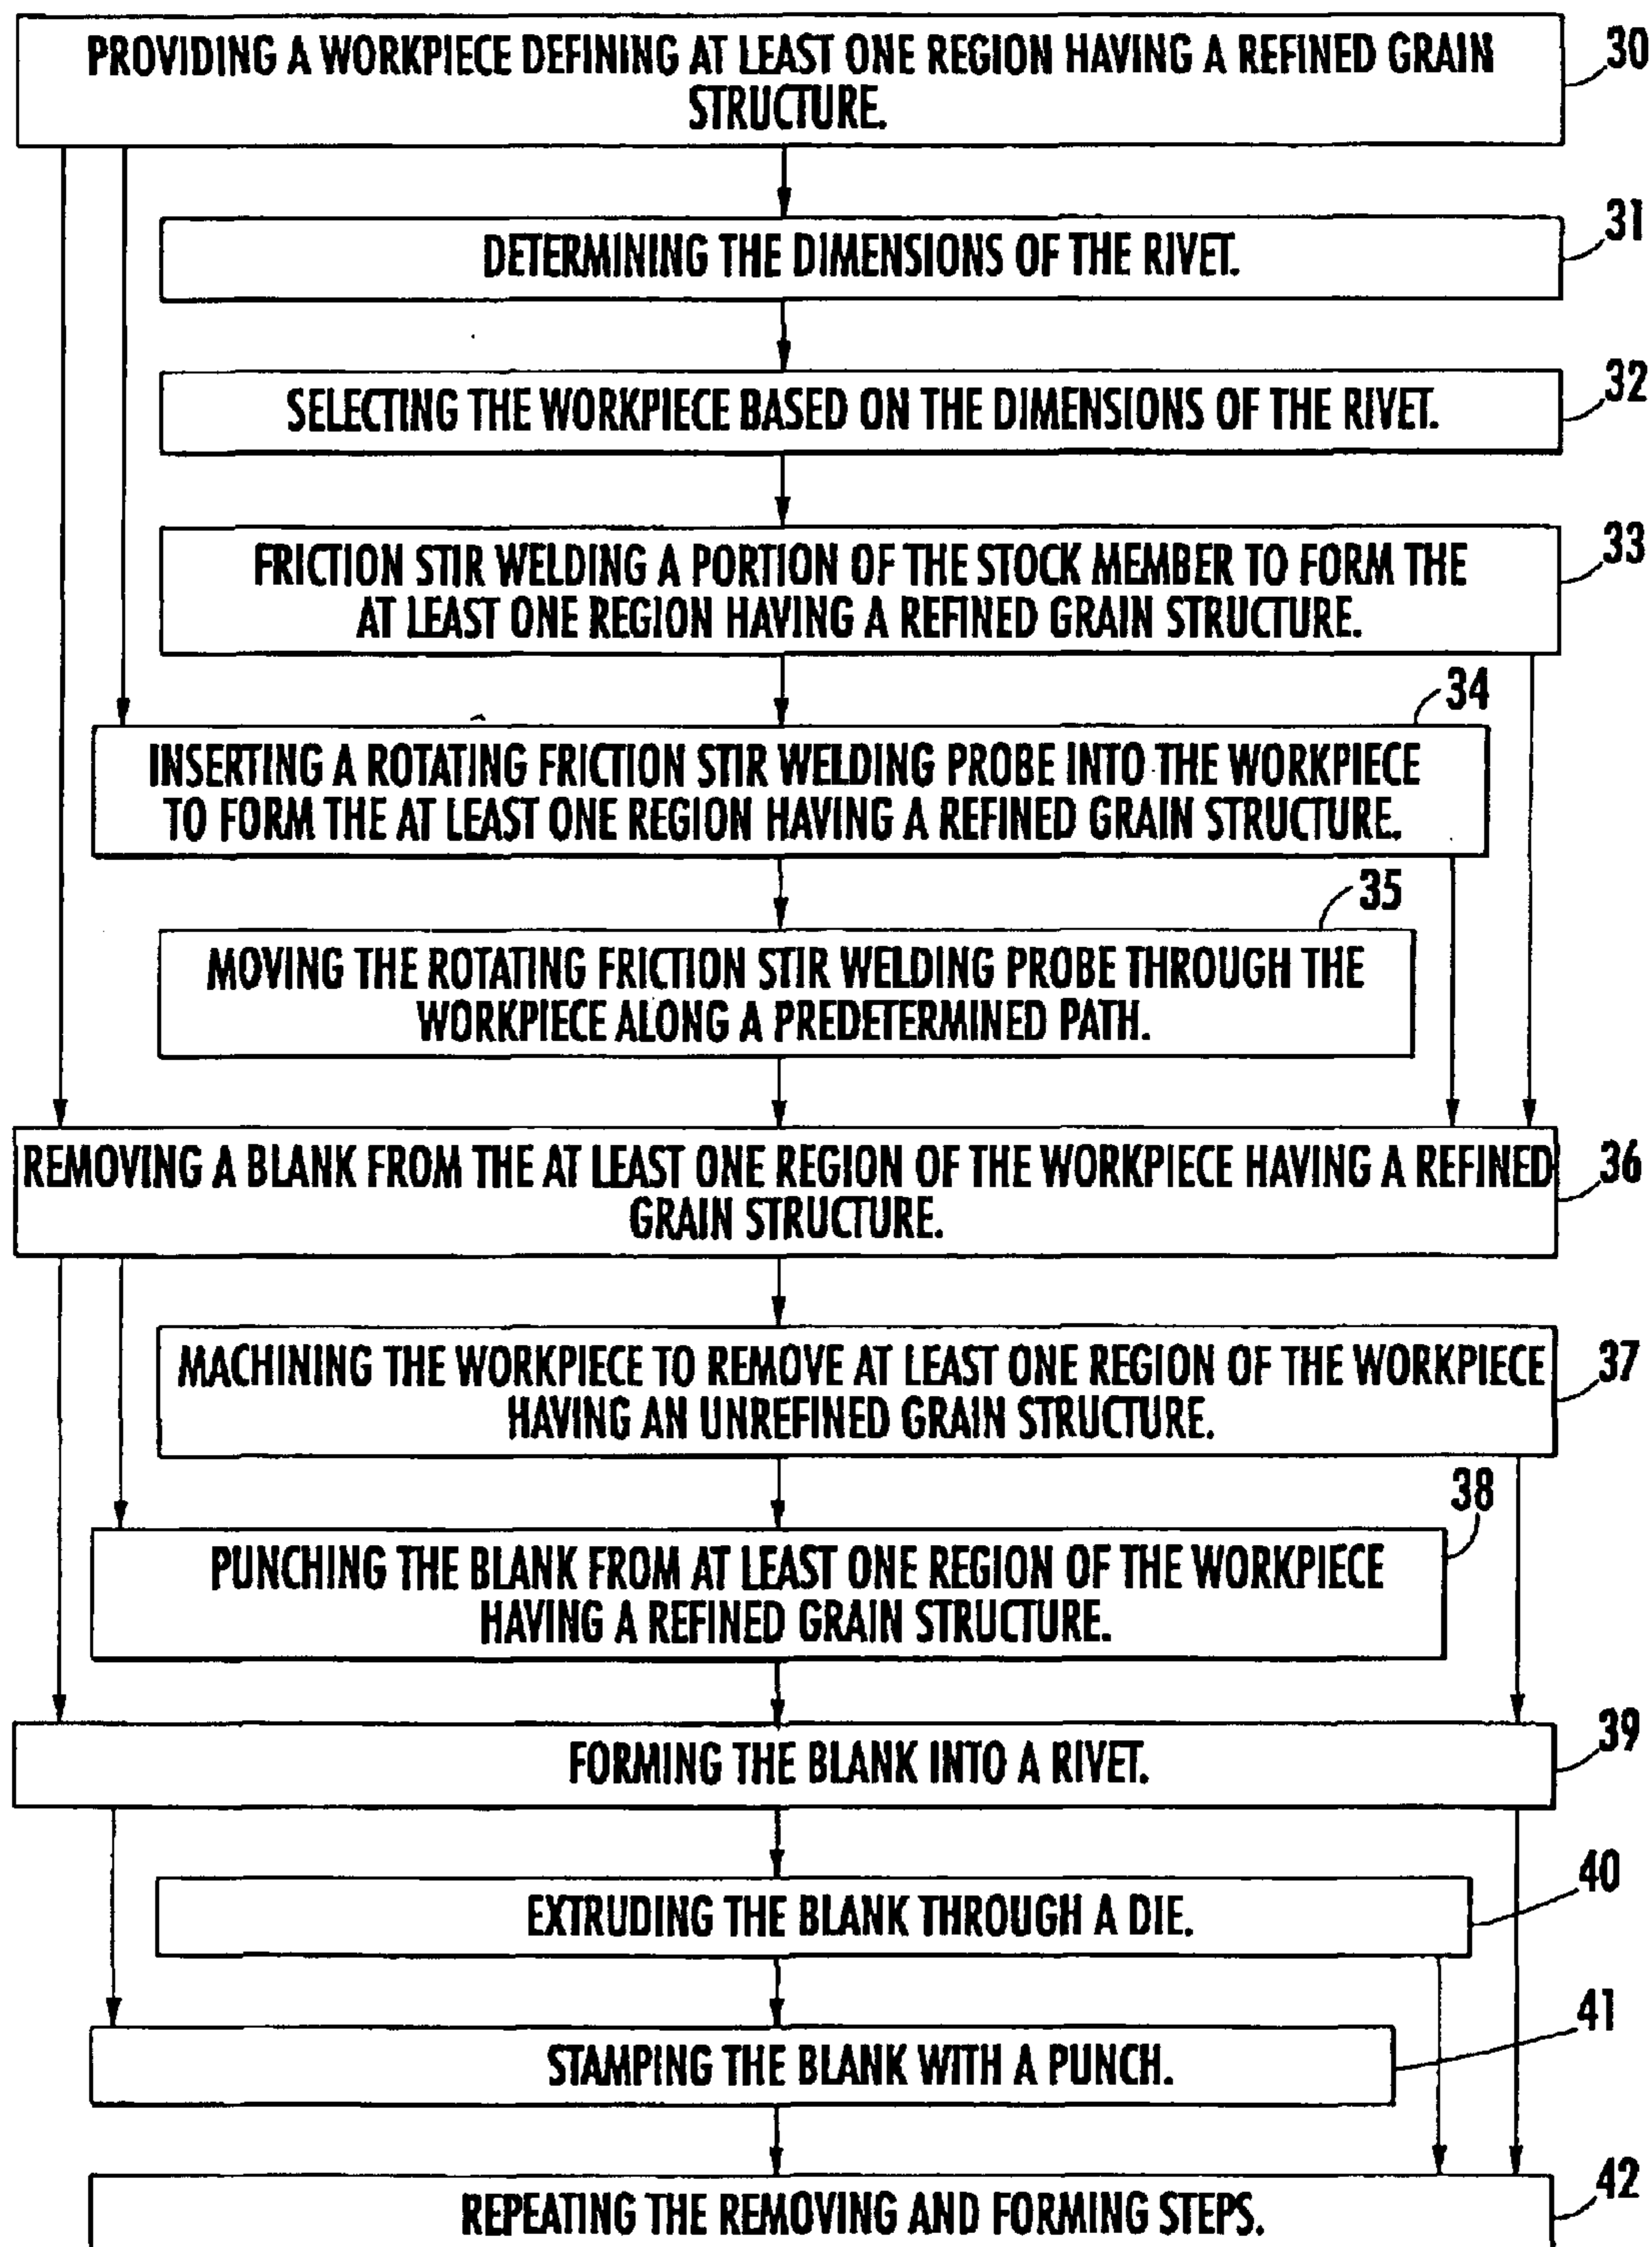 PROVIDING A WORKPIECE DEFINING AT LEAST ONE REGION HAVING A REFINED GRAIN
STRUCTURE.
30
DETERMINING THE DIMENSIONS OF THE RIVET.
31
SELECTING THE WORKPIECE BASED ON THE DIMENSIONS OF THE RIVET.
32
FRICTION STIR WELDING A PORTION OF THE STOCK MEMBER TO FORM THE
AT LEAST ONE REGION HAVING A REFINED GRAIN STRUCTURE.
33
34
INSERTING A ROTATING FRICTION STIR WELDING PROBE INTO THE WORKPIECE
TO FORM THE AT LEAST ONE REGION HAVING A REFINED GRAIN STRUCTURE.
35
MOVING THE ROTATING FRICTION STIR WELDING PROBE THROUGH THE
WORKPIECE ALONG A PREDETERMINED PATH.
REMOVING A BLANK FROM THE AT LEAST ONE REGION OF THE WORKPIECE HAVING A REFINED
GRAIN STRUCTURE.
36
MACHINING THE WORKPIECE TO REMOVE AT LEAST ONE REGION OF THE WORKPIECE
HAVING AN UNREFINED GRAIN STRUCTURE.
37
38
PUNCHING THE BLANK FROM AT LEAST ONE REGION OF THE WORKPIECE
HAVING A REFINED GRAIN STRUCTURE.
FORMING THE BLANK INTO A RIVET.
39
EXTRUDING THE BLANK THROUGH A DIE.
40
STAMPING THE BLANK WITH A PUNCH.
41
REPEATING THE REMOVING AND FORMING STEPS.
42